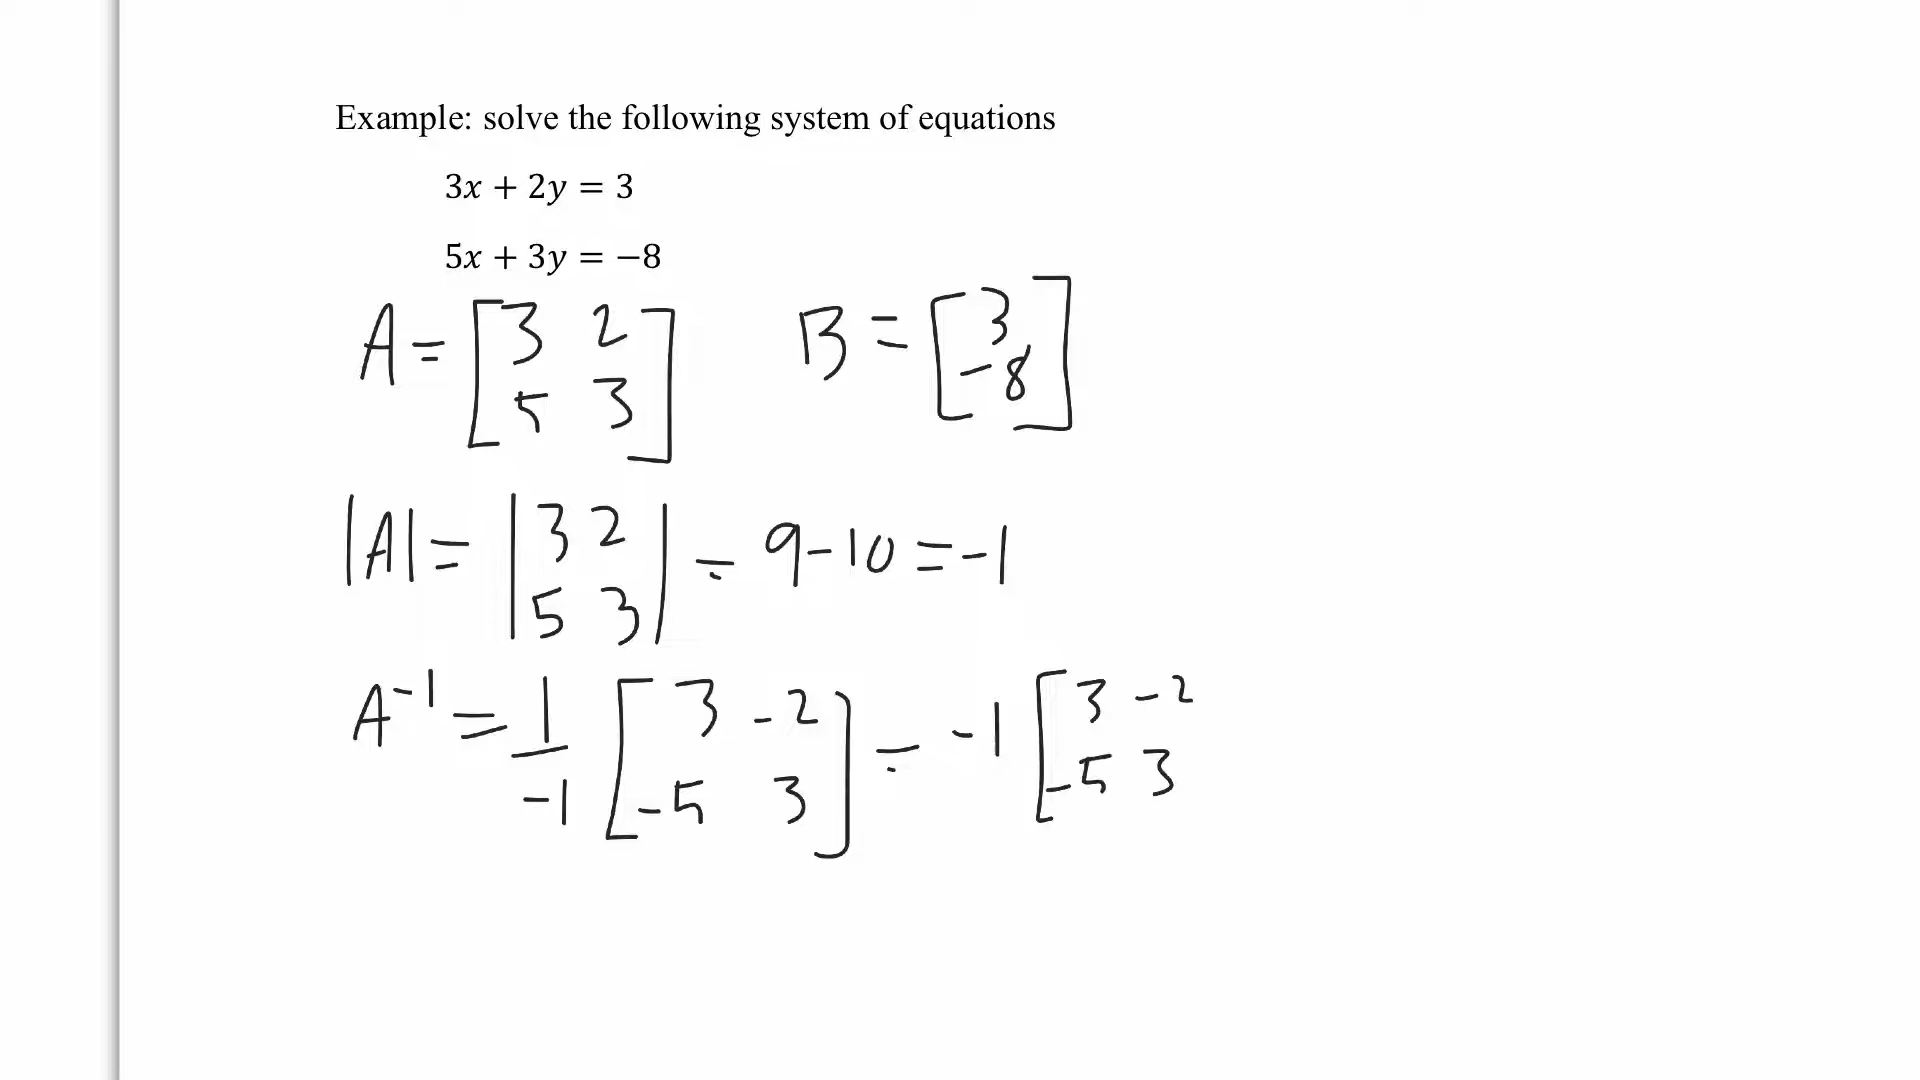 Example: solve the following system of equations
3x + 2y = 3
5x + 3y = −8
A = [3 2 5 3] B = [3 -8]
|A| = |3 2 5 3| = 9 - 10 = -1
A⁻¹ = 1/-1 [3 -2 -5 3] = -1 [3 -2 -5 3